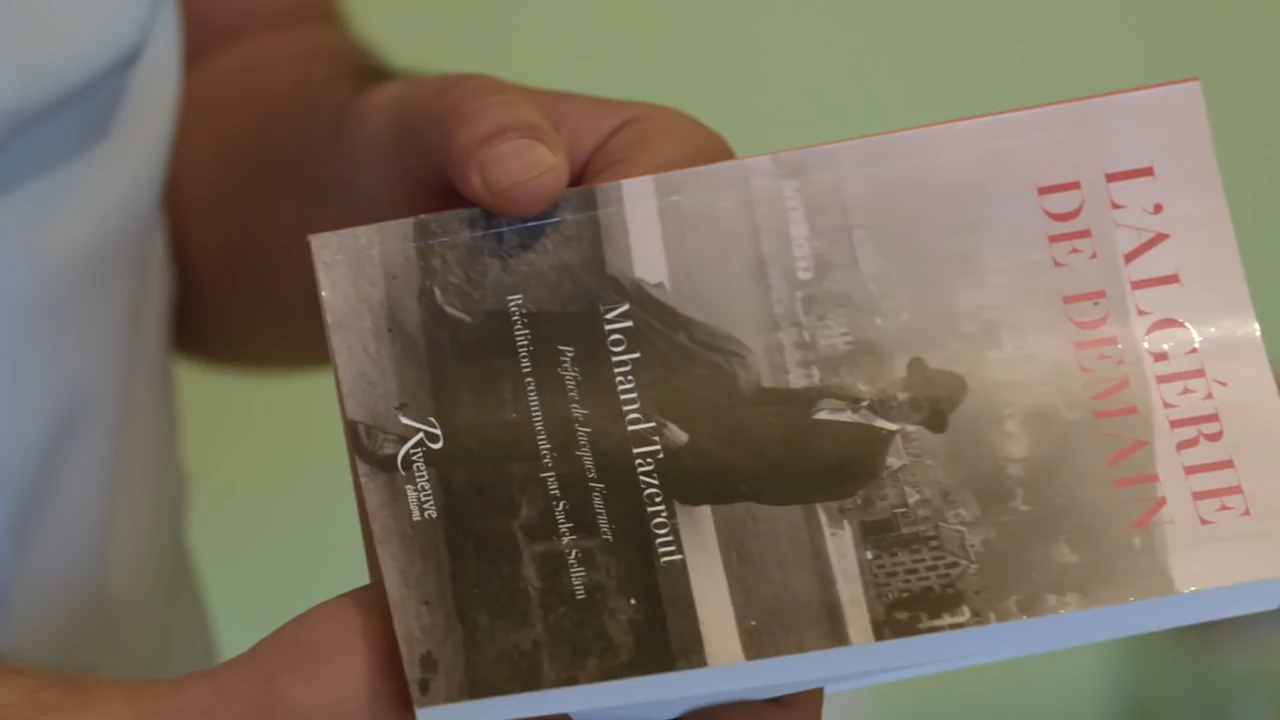 L'ALGÉRIE
DE DEMAIN
Mohand Tazerout
Préface de Jacques Fournier
Réédition commentée par Sadek Sellam
Riveneuve
éditions